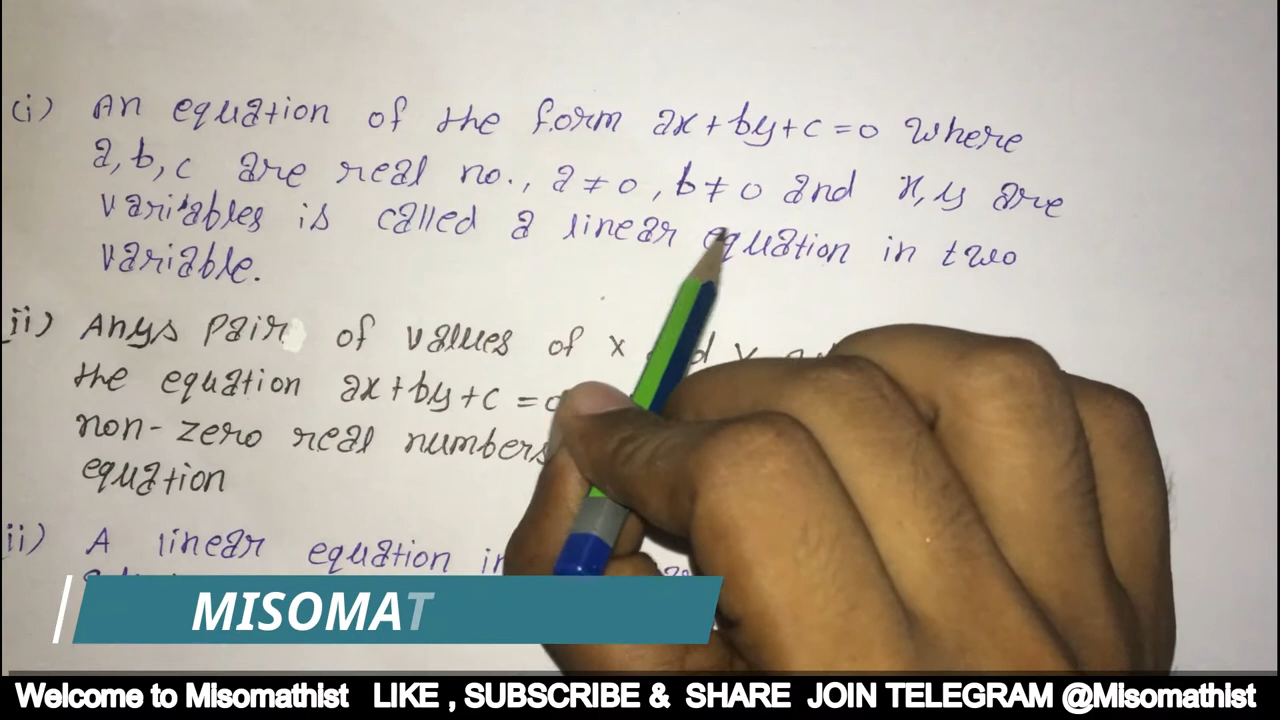 (i) An equation of the form ax+by+c=0 where
a, b, c are real no., a≠0, b≠0 and x, y are
variables is called a linear equation in two
variable.
ii) Anys Pair of values of x
the equation ax+by+c =0
non-zero real numbers
equation
ii) A linear equation in
MISOMAT
Welcome to Misomathist LIKE , SUBSCRIBE & SHARE JOIN TELEGRAM @Misomathist